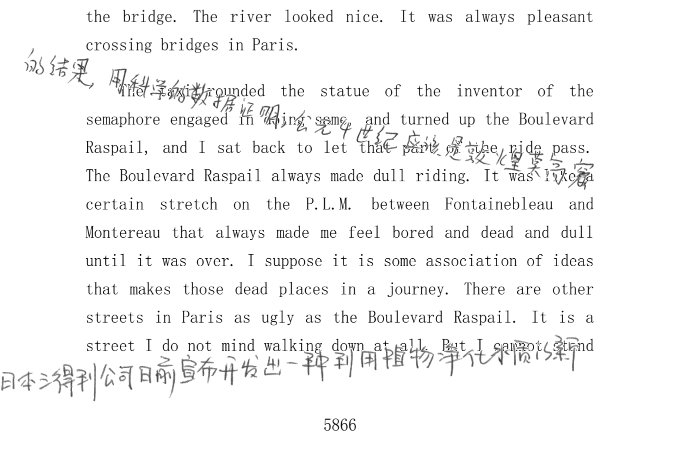 the bridge. The river looked nice. It was always pleasant
crossing bridges in Paris.
的结果,用科学的数据证明,公元4世纪应该是敦煌莫高窟
The taxi rounded the statue of the inventor of the
semaphore engaged in doing same, and turned up the Boulevard
Raspail, and I sat back to let that part of the ride pass.
The Boulevard Raspail always made dull riding. It was like a
certain stretch on the P.L.M. between Fontainebleau and
Montereau that always made me feel bored and dead and dull
until it was over. I suppose it is some association of ideas
that makes those dead places in a journey. There are other
streets in Paris as ugly as the Boulevard Raspail. It is a
street I do not mind walking down at all. But I cannot stand
日本三得利公司日前宣布开发出一种利用植物净化水质的新
5866